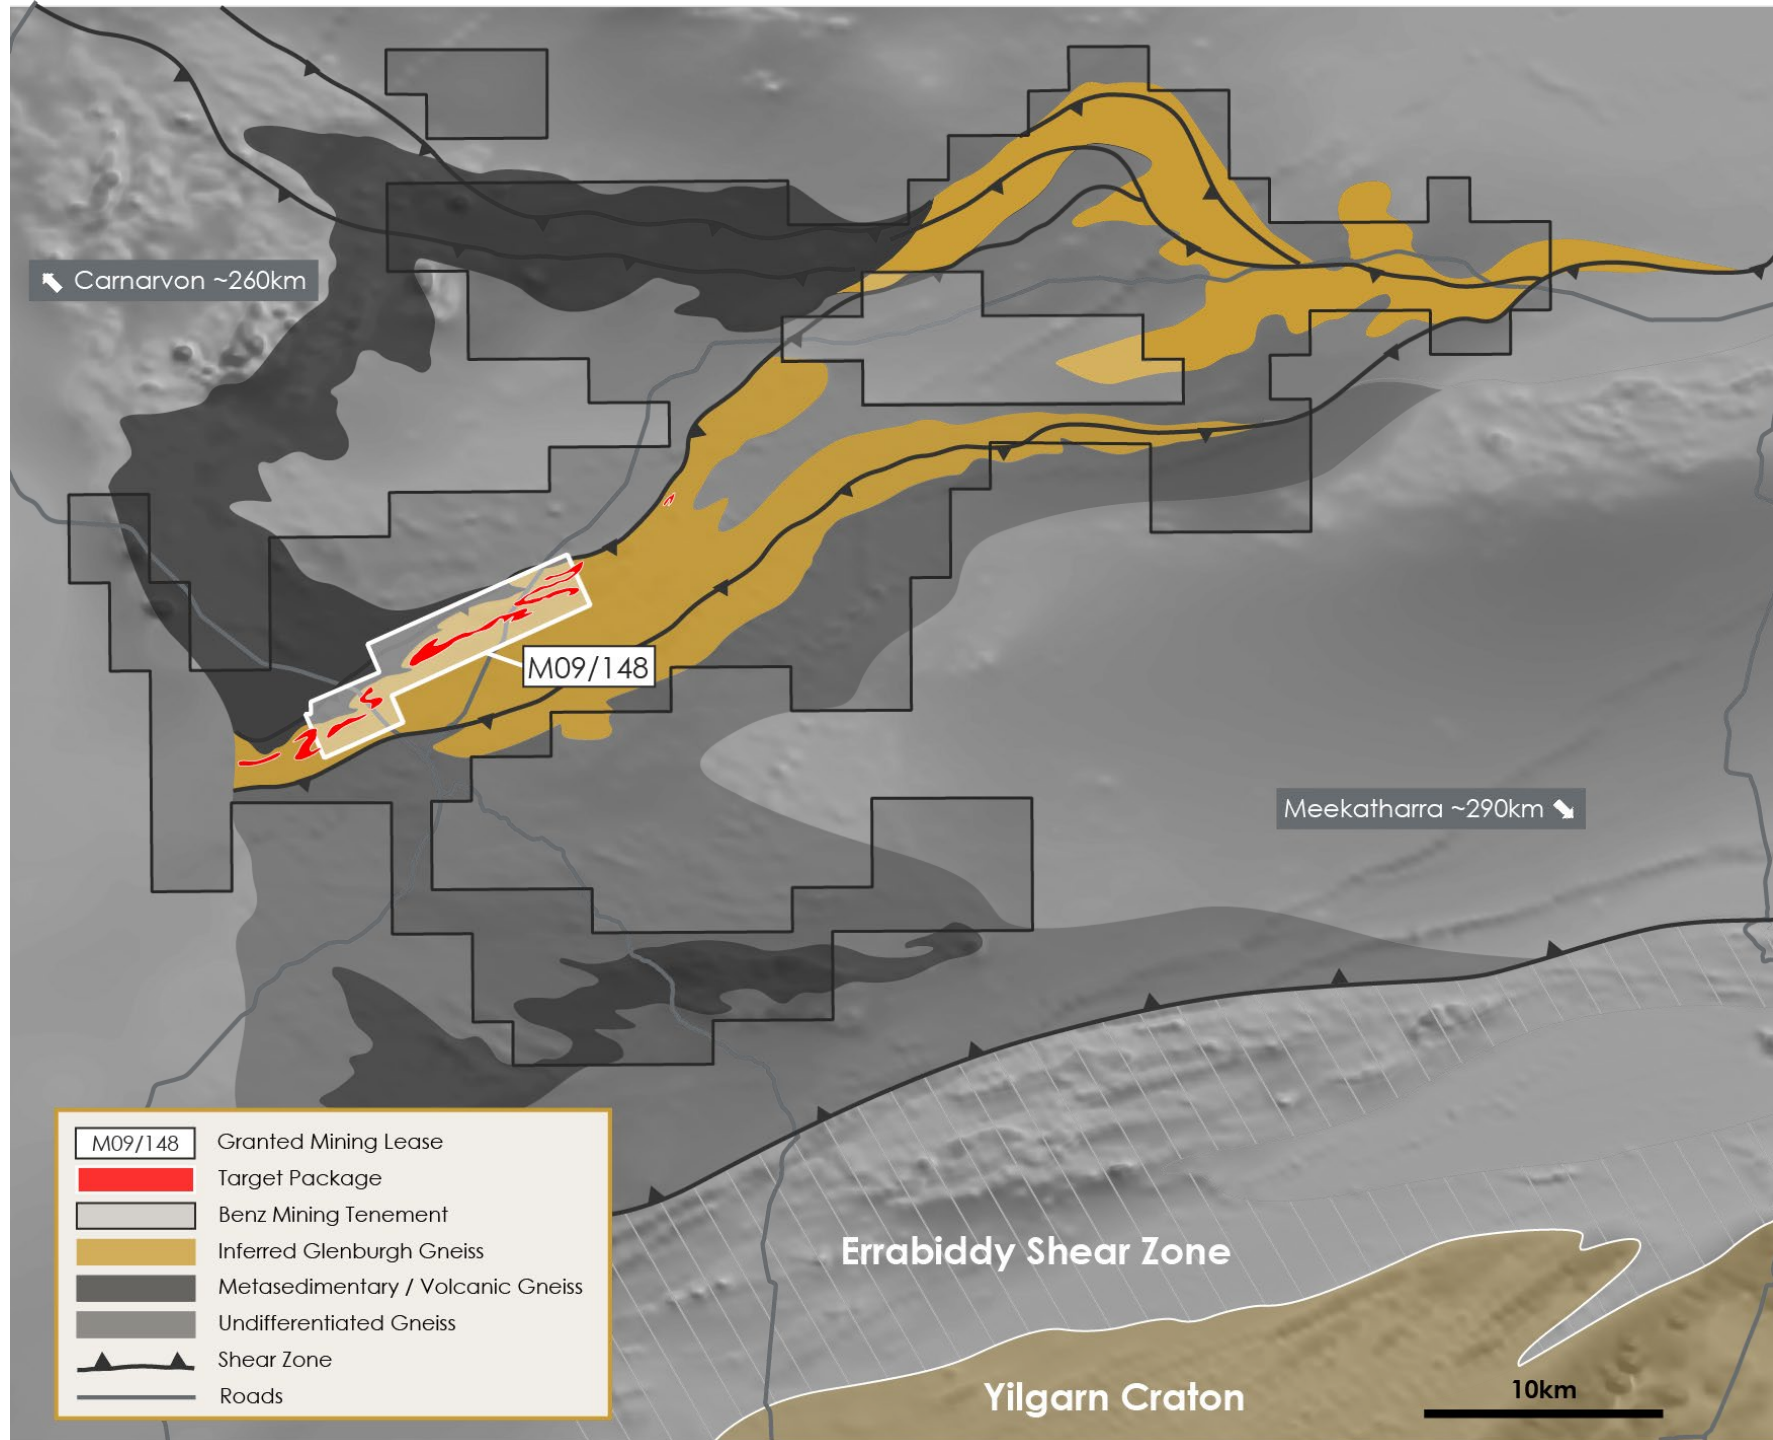 Carnarvon ~260km
M09/148
Meekatharra ~290km
M09/148 Granted Mining Lease
Target Package
Benz Mining Tenement
Inferred Glenburgh Gneiss
Metasedimentary / Volcanic Gneiss
Undifferentiated Gneiss
Shear Zone
Roads
Errabiddy Shear Zone
Yilgarn Craton
10km